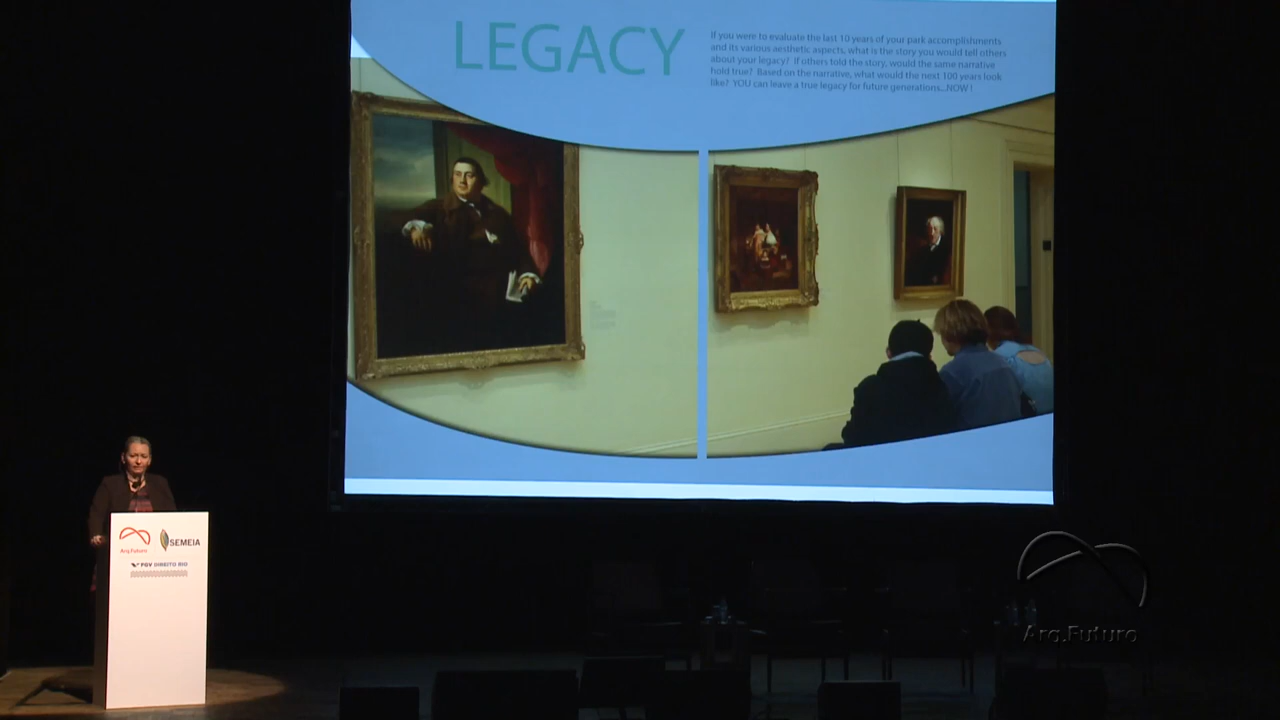 LEGACY
If you were to evaluate the last 10 years of your park accomplishments
and its various aesthetic aspects, what is the story you would tell others
about your legacy? If others told the story, would the same narrative
hold true? Based on the narrative, what would the next 100 years look
like? YOU can leave a true legacy for future generations...NOW !
Arq.Futuro
SEMEIA
FGV DIREITO RIO
Arq.Futuro